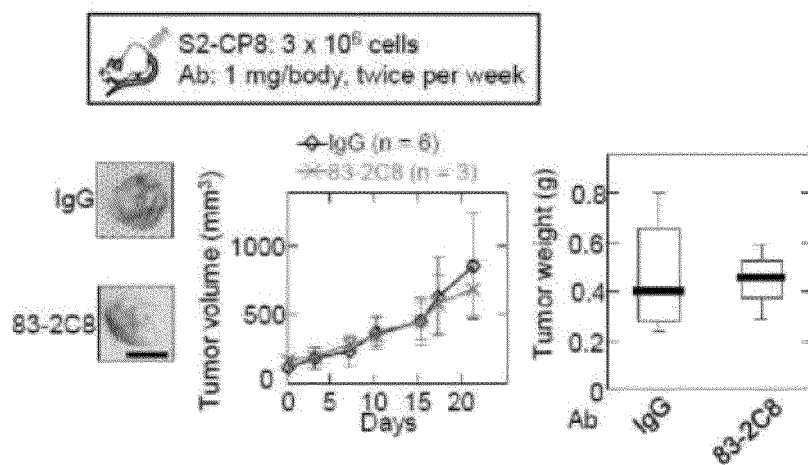 S2-CP8: 3 x 10⁶ cells
Ab: 1 mg/body, twice per week
IgG
83-2C8
IgG (n = 6)
83-2C8 (n = 3)
Tumor volume (mm³)
1000
500
0
0 5 10 15 20
Days
Tumor weight (g)
0.8
0.6
0.4
0.2
0
Ab IgG 83-2C8